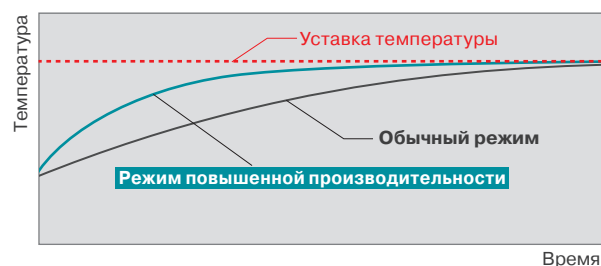 Температура
Уставка температуры
Обычный режим
Режим повышенной производительности
Время